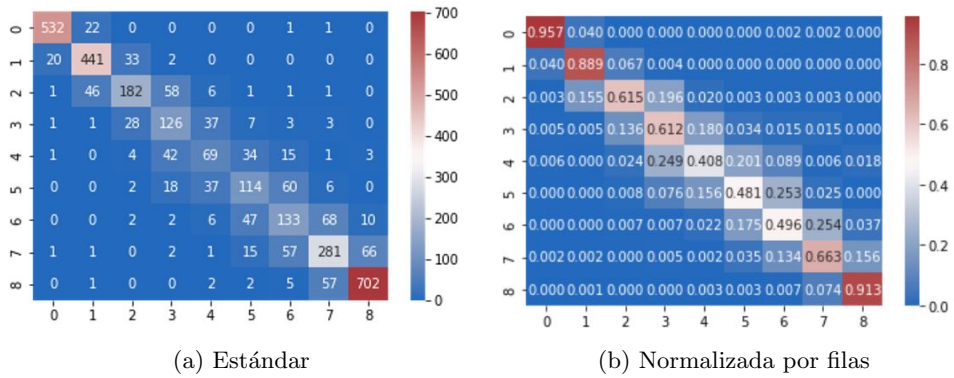 0 532 22 0 0 0 0 1 1 0
1 20 441 33 2 0 0 0 0 0
2 1 46 182 58 6 1 1 1 0
3 1 1 28 126 37 7 3 3 0
4 1 0 4 42 69 34 15 1 3
5 0 0 2 18 37 114 60 6 0
6 0 0 2 2 6 47 133 68 10
7 1 1 0 2 1 15 57 281 66
8 0 1 0 0 2 2 5 57 702
0 1 2 3 4 5 6 7 8
700
600
500
400
300
200
100
0
(a) Estándar
0 0.957 0.040 0.000 0.000 0.000 0.000 0.002 0.002 0.000
1 0.040 0.889 0.067 0.004 0.000 0.000 0.000 0.000 0.000
2 0.003 0.155 0.615 0.196 0.020 0.003 0.003 0.003 0.000
3 0.005 0.005 0.136 0.612 0.180 0.034 0.015 0.015 0.000
4 0.006 0.000 0.024 0.249 0.408 0.201 0.089 0.006 0.018
5 0.000 0.000 0.008 0.076 0.156 0.481 0.253 0.025 0.000
6 0.000 0.000 0.007 0.007 0.022 0.175 0.496 0.254 0.037
7 0.002 0.002 0.000 0.005 0.002 0.035 0.134 0.663 0.156
8 0.000 0.001 0.000 0.000 0.003 0.003 0.007 0.074 0.913
0 1 2 3 4 5 6 7 8
0.8
0.6
0.4
0.2
0.0
(b) Normalizada por filas